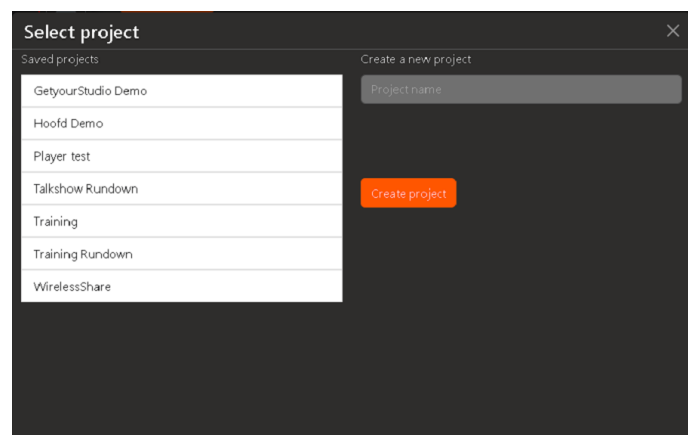 Select project
Saved projects
GetyourStudio Demo
Hoofd Demo
Player test
Talkshow Rundown
Training
Training Rundown
WirelessShare
Create a new project
Project name
Create project